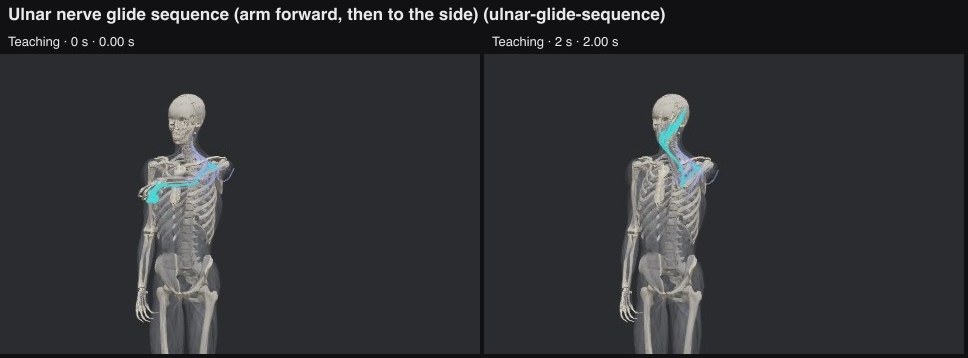 Ulnar nerve glide sequence (arm forward, then to the side) (ulnar-glide-sequence)
Teaching · 0 s · 0.00 s
Teaching · 2 s · 2.00 s